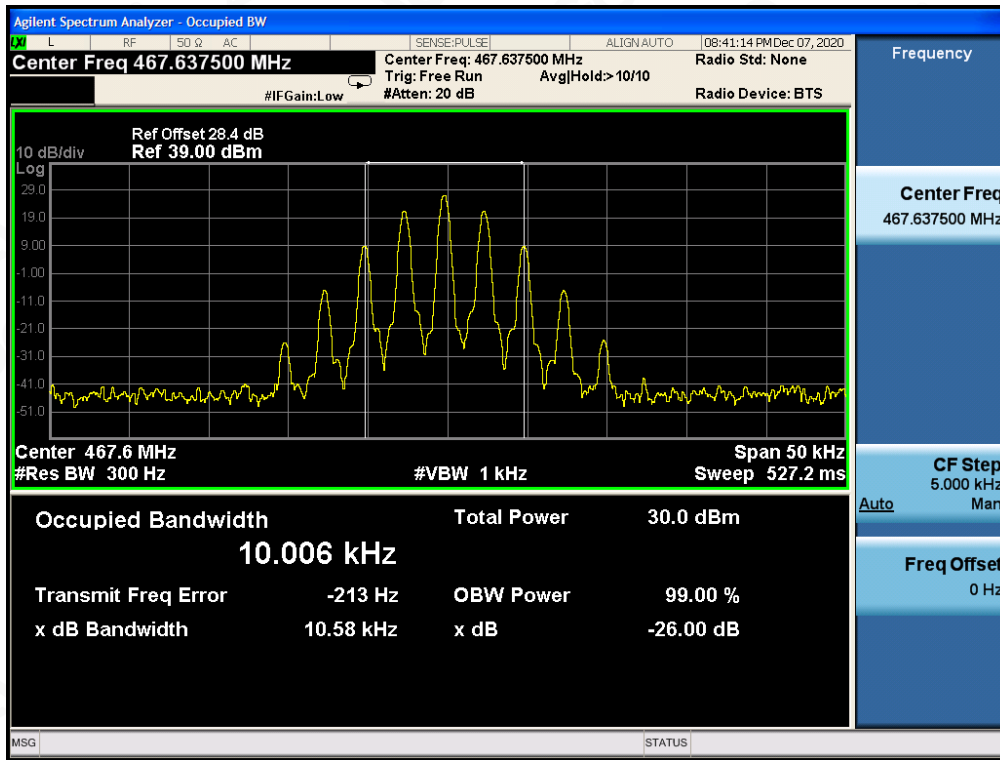 Agilent Spectrum Analyzer - Occupied BW
LXI L RF 50 Ω AC SENSE:PULSE ALIGNAUTO 08:41:14 PMDec 07, 2020
Center Freq 467.637500 MHz
Center Freq: 467.637500 MHz
Radio Std: None
Trig: Free Run Avg|Hold:> 10/10
#IFGain:Low
#Atten: 20 dB
Radio Device: BTS
Ref Offset 28.4 dB
10 dB/div Ref 39.00 dBm
Log
29.0
19.0
9.00
-1.00
-11.0
-21.0
-31.0
-41.0
-51.0
Center 467.6 MHz Span 50 kHz
#Res BW 300 Hz #VBW 1 kHz Sweep 527.2 ms
Occupied Bandwidth Total Power 30.0 dBm
10.006 kHz
Transmit Freq Error -213 Hz OBW Power 99.00 %
x dB Bandwidth 10.58 kHz x dB -26.00 dB
MSG STATUS
Frequency
Center Freq
467.637500 MHz
CF Step
5.000 kHz
Auto Man
Freq Offset
0 Hz